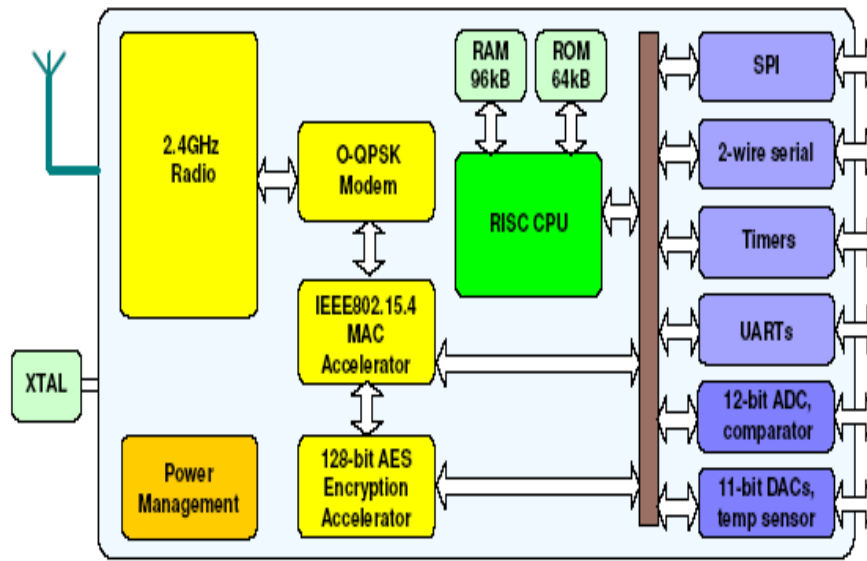 2.4GHz
Radio
O-QPSK
Modem
IEEE802.15.4
MAC
Accelerator
128-bit AES
Encryption
Accelerator
XTAL
Power
Management
RAM
96kB
ROM
64kB
RISC CPU
SPI
2-wire serial
Timers
UARTs
12-bit ADC,
comparator
11-bit DACs,
temp sensor